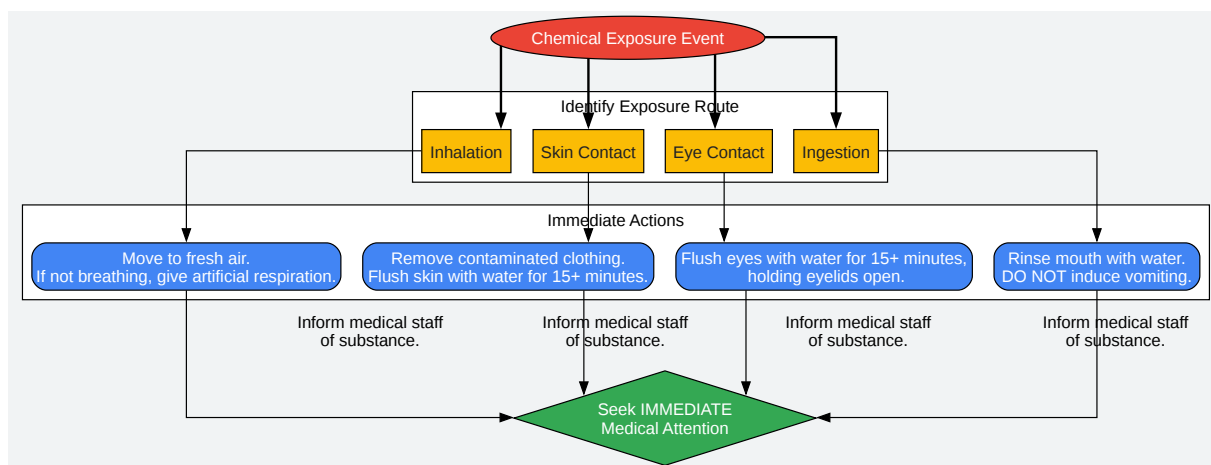 Chemical Exposure Event
Identify Exposure Route
Inhalation
Skin Contact
Eye Contact
Ingestion
Immediate Actions
Move to fresh air.
If not breathing, give artificial respiration.
Remove contaminated clothing.
Flush skin with water for 15+ minutes.
Flush eyes with water for 15+ minutes,
holding eyelids open.
Rinse mouth with water.
DO NOT induce vomiting.
Inform medical staff
of substance.
Inform medical staff
of substance.
Inform medical staff
of substance.
Inform medical staff
of substance.
Seek IMMEDIATE
Medical Attention